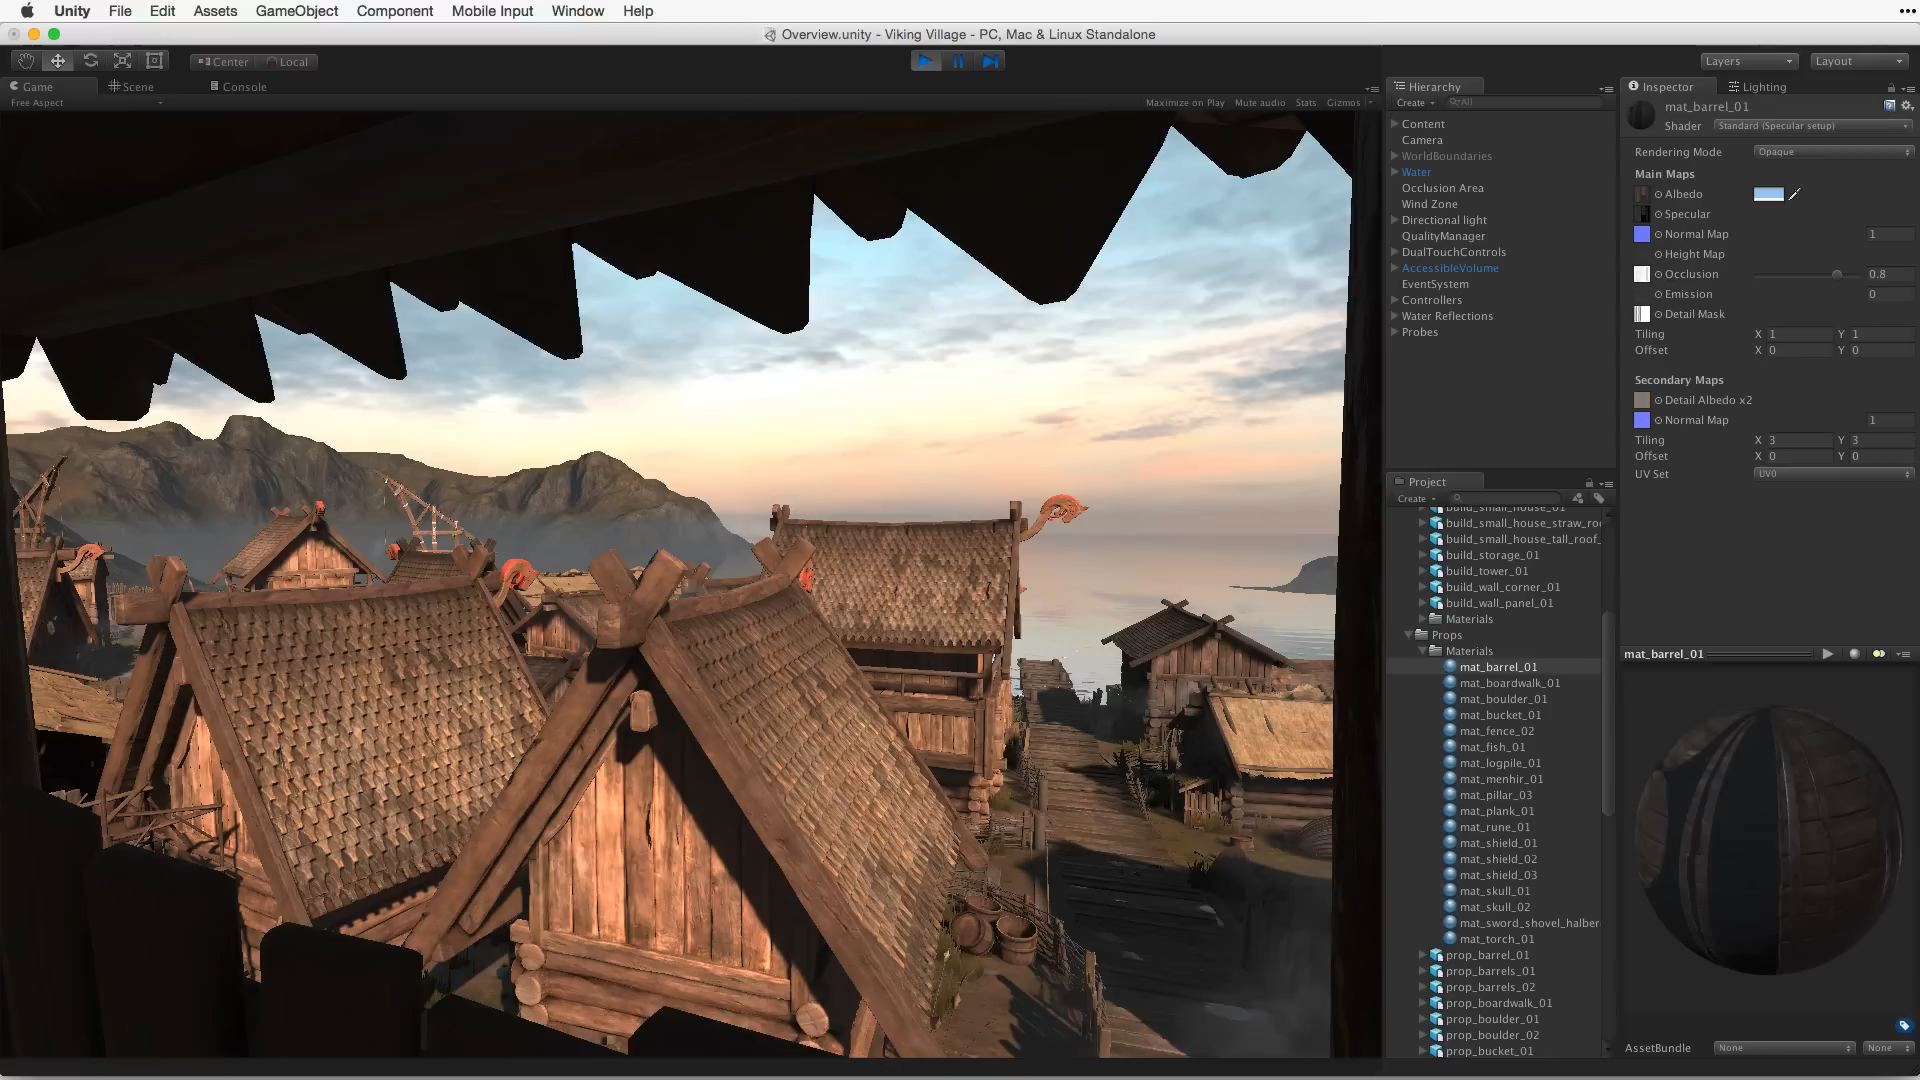 Unity File Edit Assets GameObject Component Mobile Input Window Help
Overview.unity - Viking Village - PC, Mac & Linux Standalone
Center Local
Layers Layout
Game Scene Console
Free Aspect
Maximize on Play Mute audio Stats Gizmos
Hierarchy
Create All
Content
Camera
WorldBoundaries
Water
Occlusion Area
Wind Zone
Directional light
QualityManager
DualTouchControls
AccessibleVolume
EventSystem
Controllers
Water Reflections
Probes
Project
Create
build_small_house_01
build_small_house_straw_roo
build_small_house_tall_roof_
build_storage_01
build_tower_01
build_wall_corner_01
build_wall_panel_01
Materials
Props
Materials
mat_barrel_01
mat_boardwalk_01
mat_boulder_01
mat_bucket_01
mat_fence_02
mat_fish_01
mat_logpile_01
mat_menhir_01
mat_pillar_03
mat_plank_01
mat_rune_01
mat_shield_01
mat_shield_02
mat_shield_03
mat_skull_01
mat_skull_02
mat_sword_shovel_halber
mat_torch_01
prop_barrel_01
prop_barrels_01
prop_barrels_02
prop_boardwalk_01
prop_boulder_01
prop_boulder_02
prop_bucket_01
Inspector Lighting
mat_barrel_01
Shader Standard (Specular setup)
Rendering Mode Opaque
Main Maps
Albedo
Specular
Normal Map 1
Height Map
Occlusion 0.8
Emission 0
Detail Mask
Tiling X 1 Y 1
Offset X 0 Y 0
Secondary Maps
Detail Albedo x2
Normal Map 1
Tiling X 3 Y 3
Offset X 0 Y 0
UV Set UV0
mat_barrel_01
AssetBundle None None